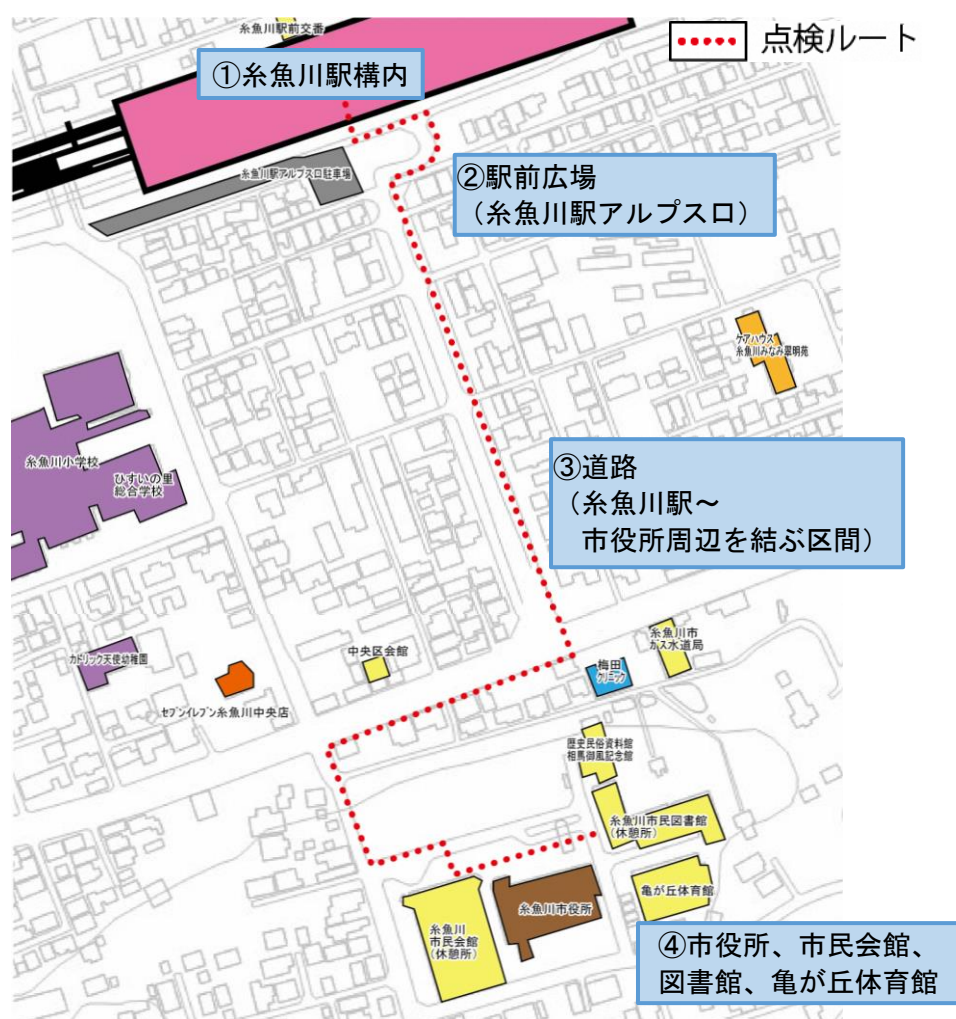 糸魚川駅前交番
点検ルート
①糸魚川駅構内
糸魚川駅アルプス口駐車場
②駅前広場
（糸魚川駅アルプス口）
ケアハウス
糸魚川みなみ翠明苑
糸魚川小学校
ひすいの里
総合学校
③道路
（糸魚川駅～
市役所周辺を結ぶ区間）
カトリック天使幼稚園
セブンイレブン糸魚川中央店
中央区会館
梅田
クリニック
糸魚川市
ガス水道局
歴史民俗資料館
相馬御風記念館
糸魚川市民図書館
(休憩所)
亀が丘体育館
糸魚川市役所
糸魚川
市民会館
(休憩所)
④市役所、市民会館、
図書館、亀が丘体育館